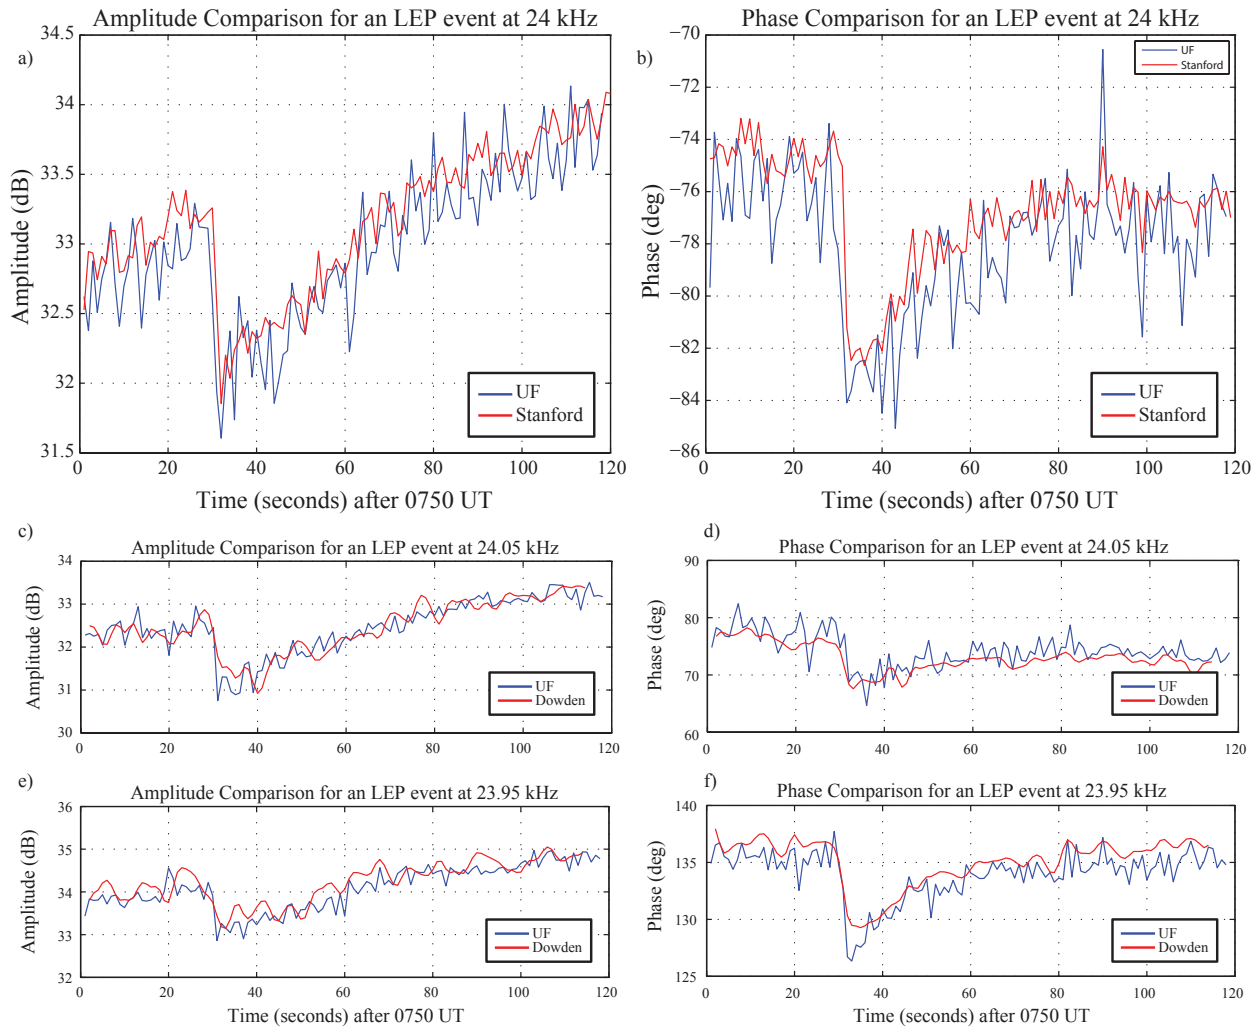 Amplitude Comparison for an LEP event at 24 kHz
a)
34.5
34
33.5
33
32.5
32
31.5
Amplitude (dB)
UF
Stanford
0 20 40 60 80 100 120
Time (seconds) after 0750 UT
Phase Comparison for an LEP event at 24 kHz
b)
−70
−72
−74
−76
−78
−80
−82
−84
−86
Phase (deg)
UF
Stanford
UF
Stanford
0 20 40 60 80 100 120
Time (seconds) after 0750 UT
c)
Amplitude Comparison for an LEP event at 24.05 kHz
34
33
32
31
30
Amplitude (dB)
UF
Dowden
0 20 40 60 80 100 120
d)
Phase Comparison for an LEP event at 24.05 kHz
90
80
70
60
Phase (deg)
UF
Dowden
0 20 40 60 80 100 120
e)
Amplitude Comparison for an LEP event at 23.95 kHz
36
35
34
33
32
Amplitude (dB)
UF
Dowden
0 20 40 60 80 100 120
Time (seconds) after 0750 UT
f)
Phase Comparison for an LEP event at 23.95 kHz
140
135
130
125
Phase (deg)
UF
Dowden
0 20 40 60 80 100 120
Time (seconds) after 0750 UT